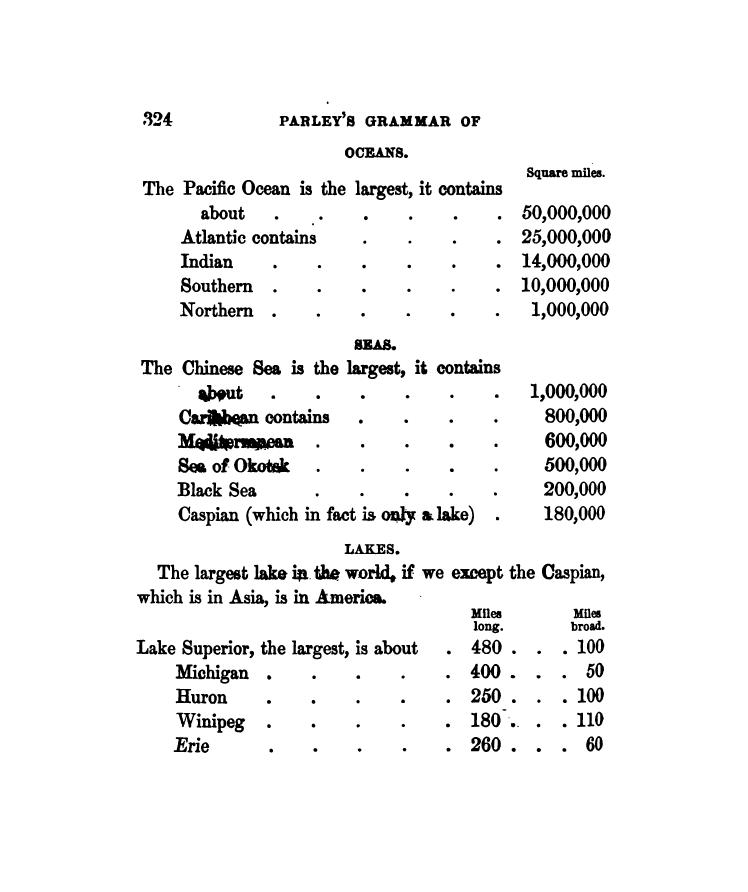 324 PARLEY'S GRAMMAR OF
OCEANS.
Square miles.
The Pacific Ocean is the largest, it contains
about . . . . . . 50,000,000
Atlantic contains . . . . 25,000,000
Indian . . . . . . 14,000,000
Southern . . . . . . 10,000,000
Northern . . . . . . 1,000,000
SEAS.
The Chinese Sea is the largest, it contains
about . . . . . . 1,000,000
Caribbean contains . . . . 800,000
Mediterranean . . . . . 600,000
Sea of Okotsk . . . . . 500,000
Black Sea . . . . . 200,000
Caspian (which in fact is only a lake) . 180,000
LAKES.
The largest lake in the world, if we except the Caspian,
which is in Asia, is in America.
Miles Miles
long. broad.
Lake Superior, the largest, is about . 480 . . . 100
Michigan . . . . . 400 . . . 50
Huron . . . . . 250 . . . 100
Winipeg . . . . . 180 . . . 110
Erie . . . . . 260 . . . 60